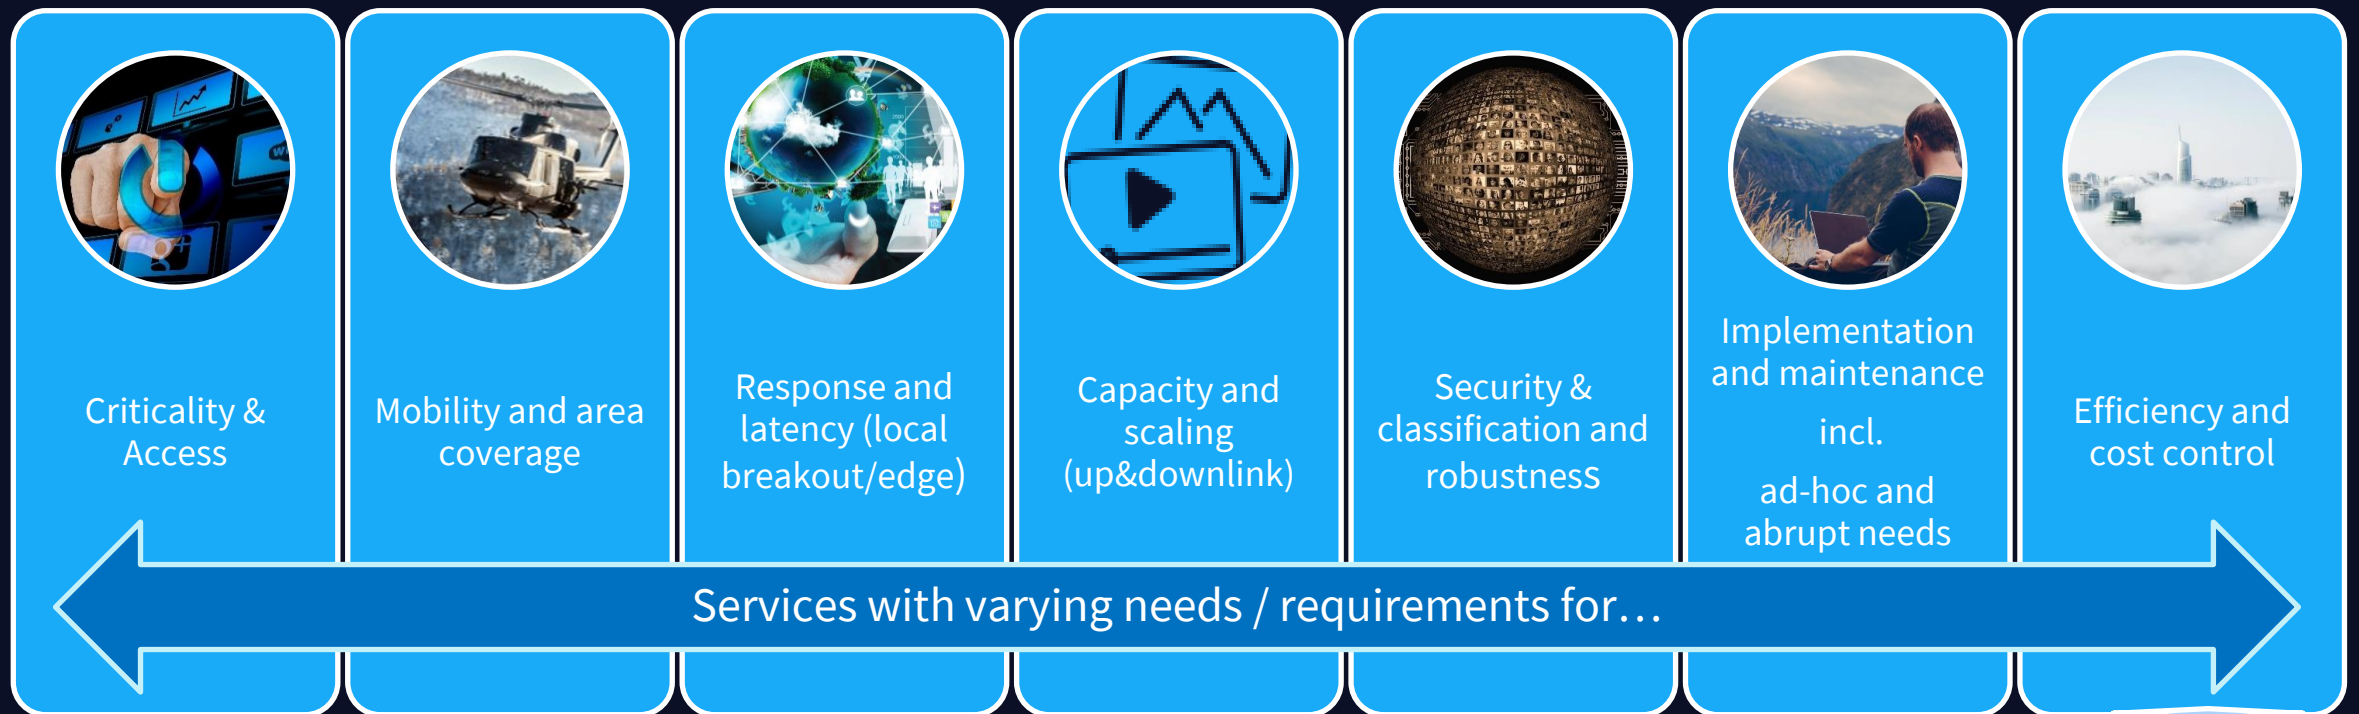 Criticality &
Access
Mobility and area
coverage
Response and
latency (local
breakout/edge)
Capacity and
scaling
(up&downlink)
Security &
classification and
robustness
Implementation
and maintenance
incl.
ad-hoc and
abrupt needs
Efficiency and
cost control
Services with varying needs / requirements for…